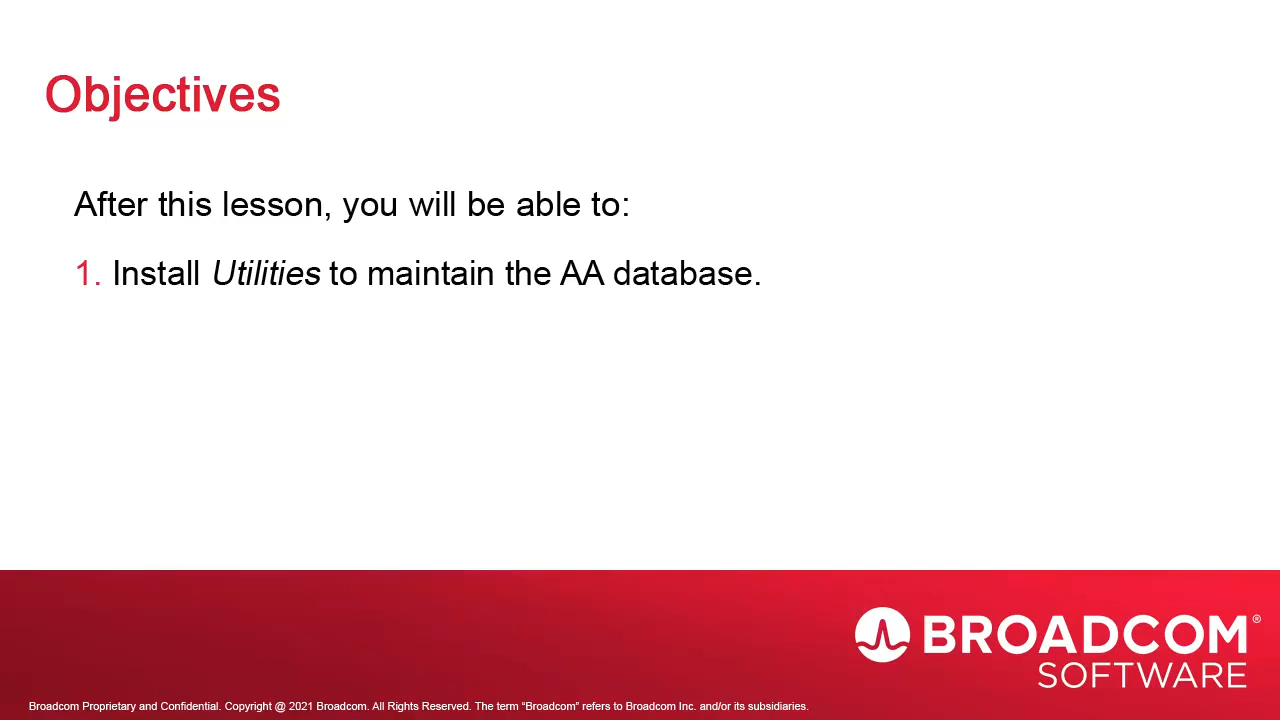 Objectives
After this lesson, you will be able to:
1. Install Utilities to maintain the AA database.
BROADCOM®
SOFTWARE
Broadcom Proprietary and Confidential. Copyright @ 2021 Broadcom. All Rights Reserved. The term “Broadcom” refers to Broadcom Inc. and/or its subsidiaries.